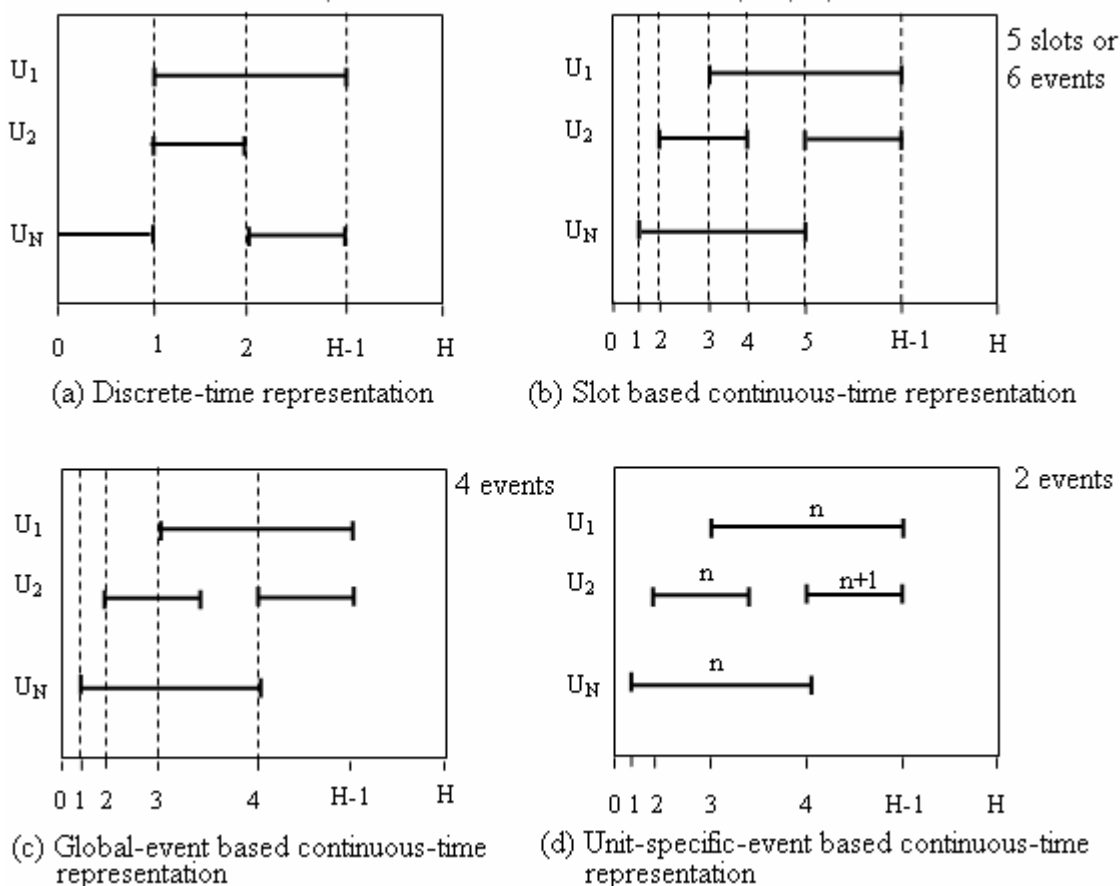 U1
U2
UN
0 1 2 H-1 H
(a) Discrete-time representation
5 slots or
6 events
U1
U2
UN
0 1 2 3 4 5 H-1 H
(b) Slot based continuous-time representation
4 events
U1
U2
UN
0 1 2 3 4 H-1 H
(c) Global-event based continuous-time
representation
2 events
U1
n
U2
n
n+1
UN
n
0 1 2 3 4 H-1 H
(d) Unit-specific-event based continuous-time
representation